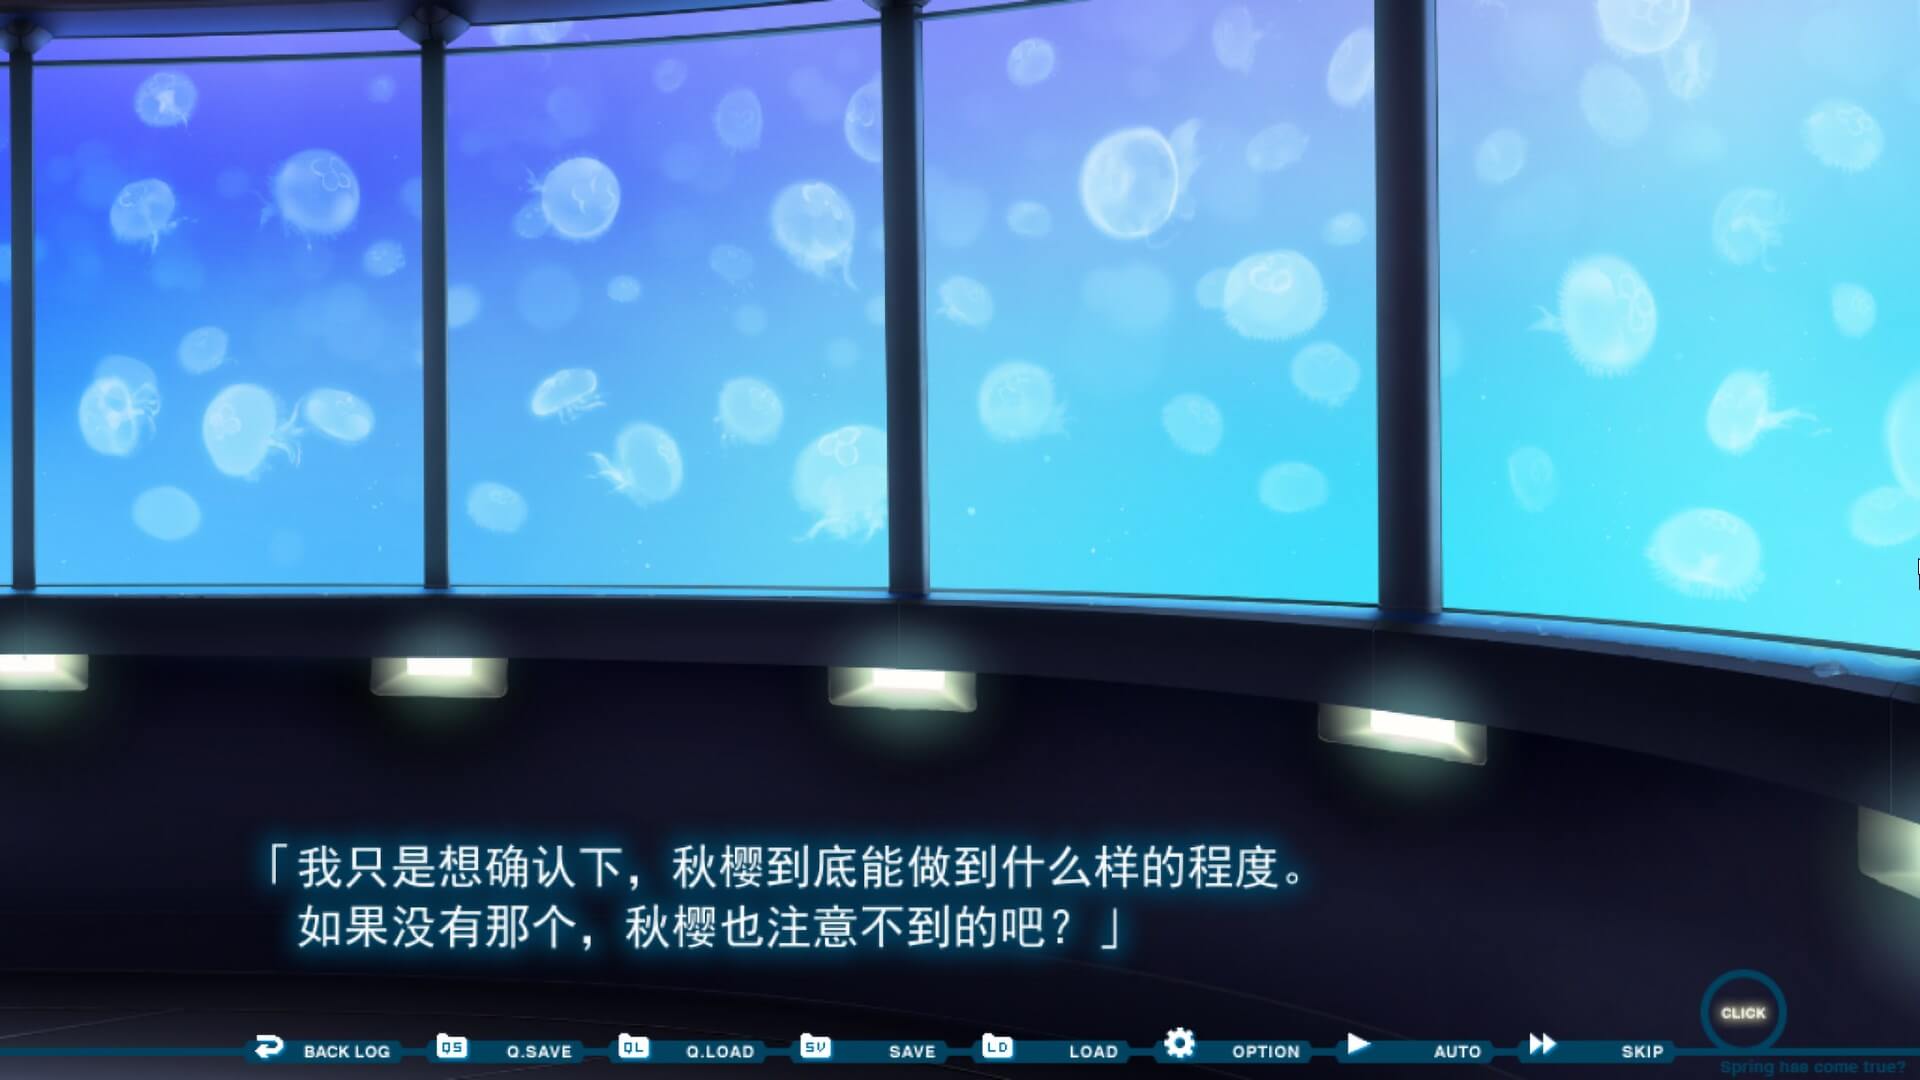 「我只是想确认下，秋樱到底能做到什么样的程度。
如果没有那个，秋樱也注意不到的吧？」
CLICK
BACK LOG
QS Q.SAVE
QL Q.LOAD
SV SAVE
LD LOAD
OPTION
AUTO
SKIP
Spring has come true?